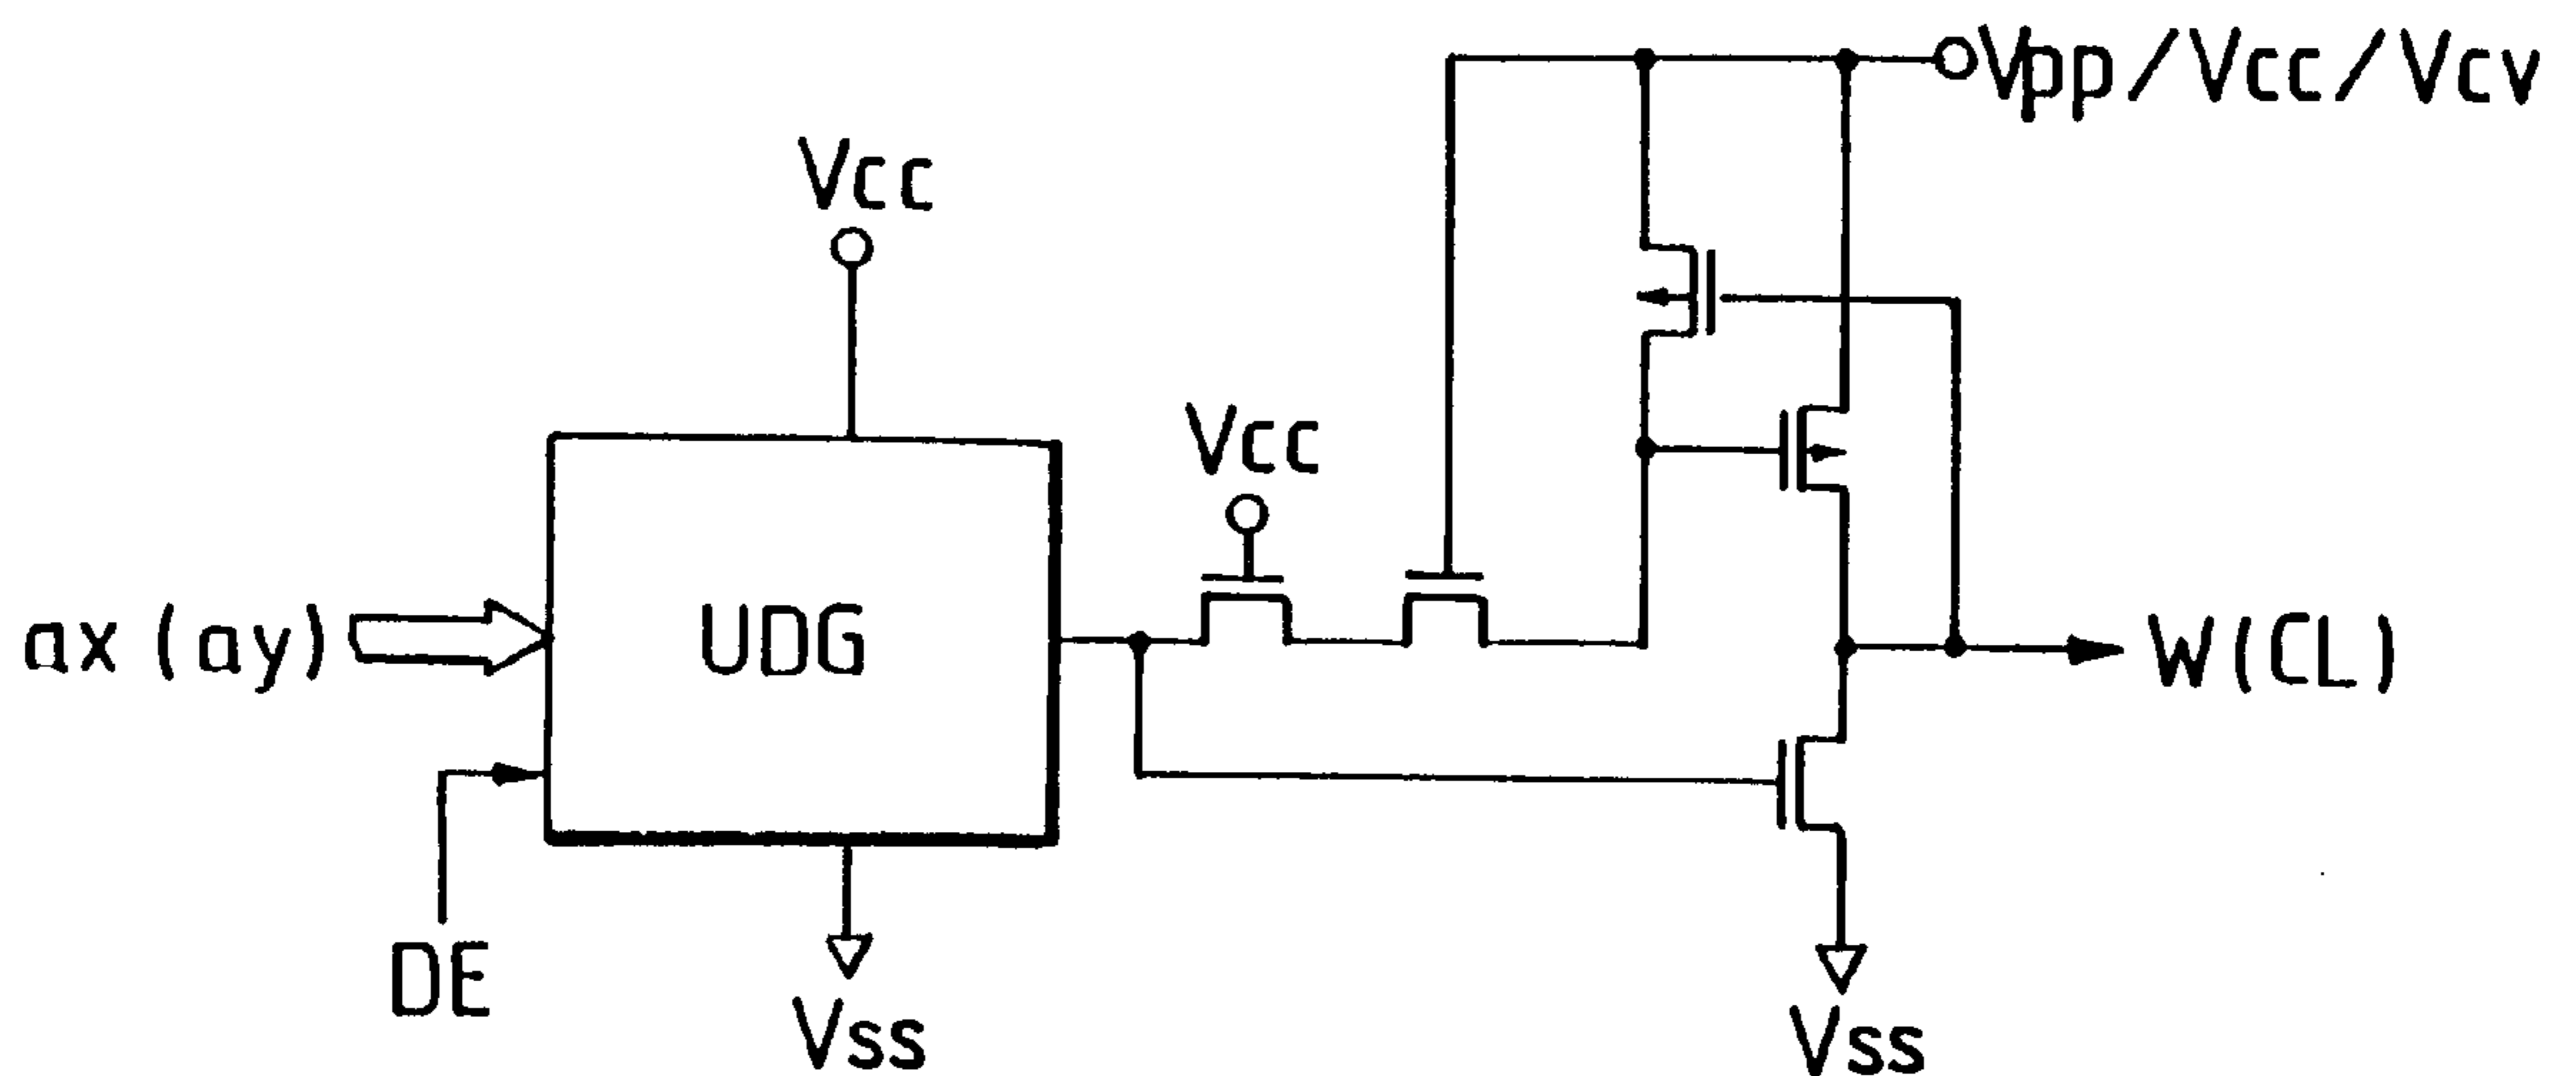 Vpp/Vcc/Vcv
Vcc
Vcc
ax (ay)
UDG
W(CL)
DE
Vss
Vss